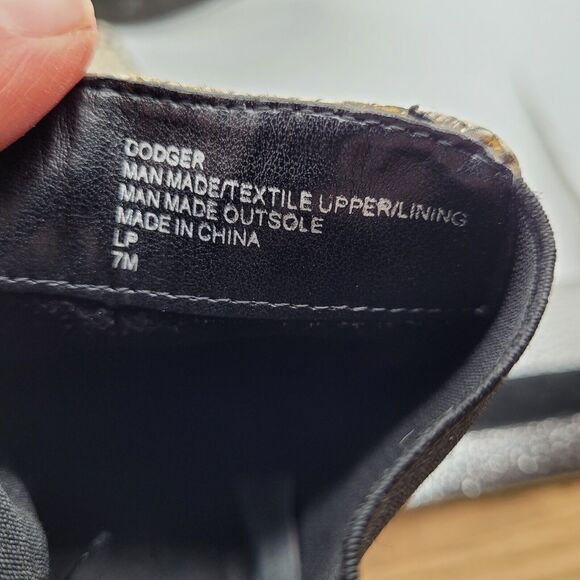 DODGER
MAN MADE/TEXTILE UPPER/LINING
MAN MADE OUTSOLE
MADE IN CHINA
LP
7M